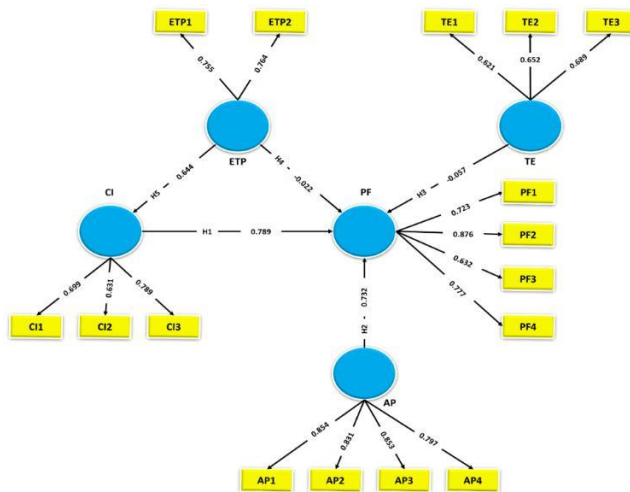 ETP1 ETP2 TE1 TE2 TE3
0.755 0.764 0.621 0.652 0.689
ETP TE
H5 - 0.644 H4 - -0.022 H3 - -0.057
CI PF
H1 0.789
0.723 PF1
0.876 PF2
0.632 PF3
0.777 PF4
0.699 0.631 0.789
CI1 CI2 CI3
H2 - 0.732
AP
0.854 0.831 0.853 0.797
AP1 AP2 AP3 AP4